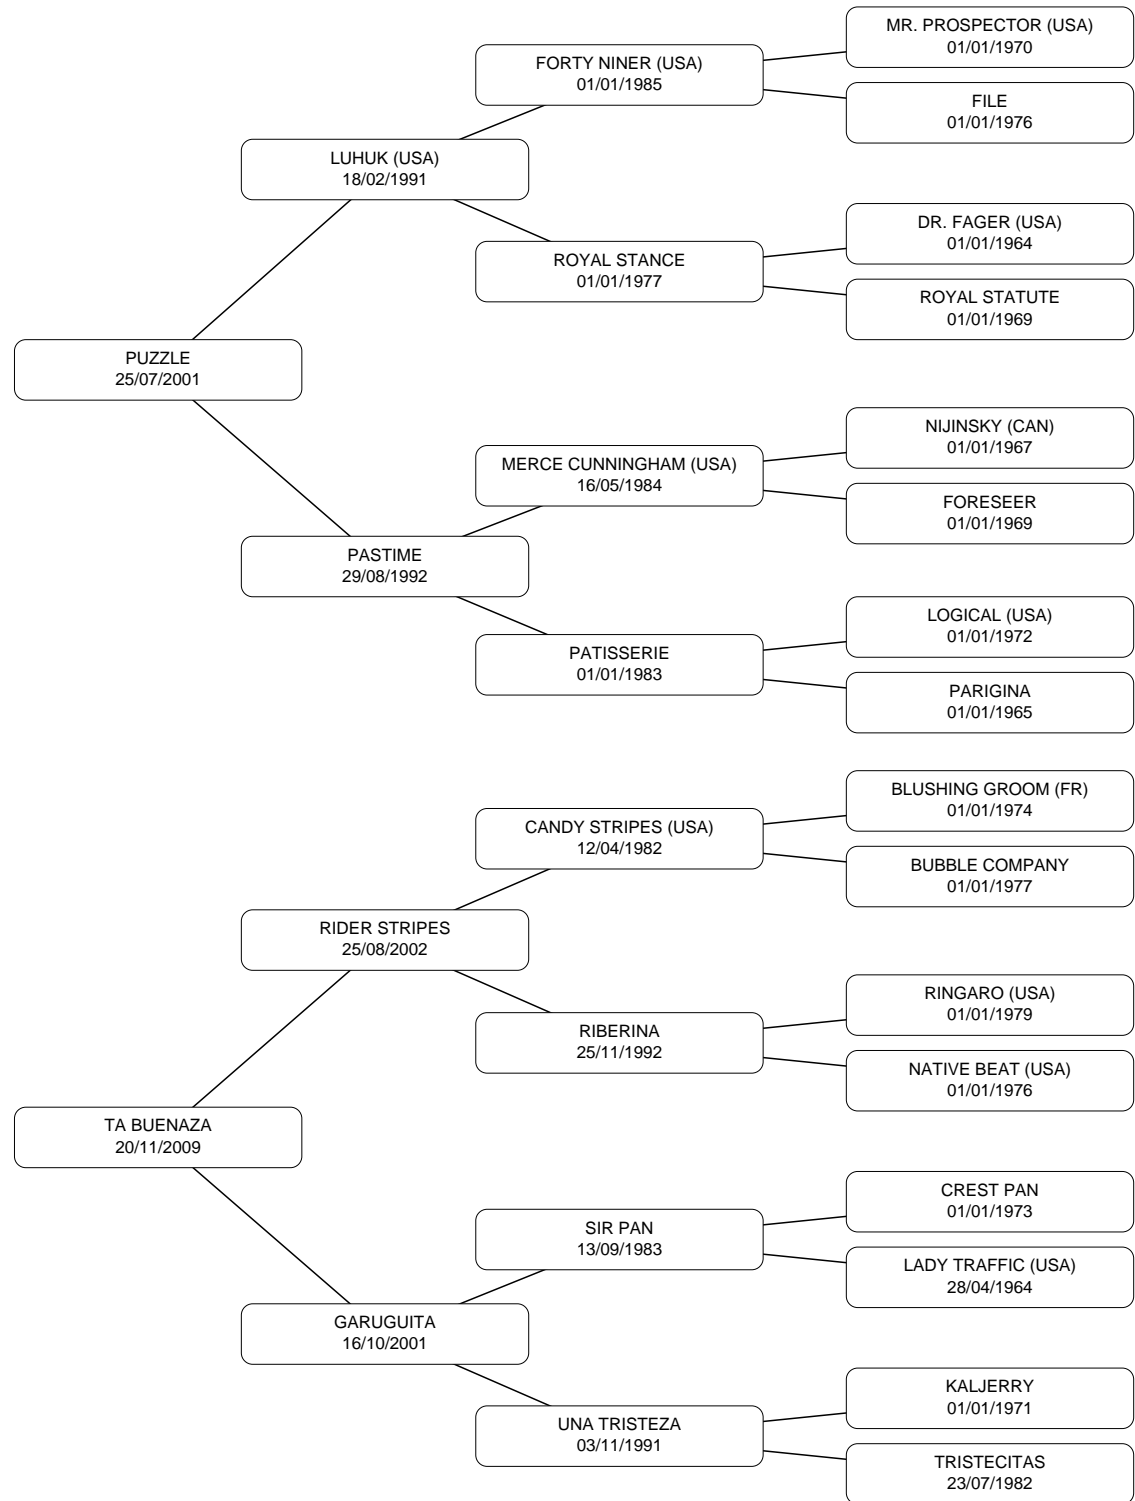 MR. PROSPECTOR (USA)
01/01/1970
FORTY NINER (USA)
01/01/1985
FILE
01/01/1976
LUHUK (USA)
18/02/1991
DR. FAGER (USA)
01/01/1964
ROYAL STANCE
01/01/1977
ROYAL STATUTE
01/01/1969
PUZZLE
25/07/2001
NIJINSKY (CAN)
01/01/1967
MERCE CUNNINGHAM (USA)
16/05/1984
FORESEER
01/01/1969
PASTIME
29/08/1992
LOGICAL (USA)
01/01/1972
PATISSERIE
01/01/1983
PARIGINA
01/01/1965
BLUSHING GROOM (FR)
01/01/1974
CANDY STRIPES (USA)
12/04/1982
BUBBLE COMPANY
01/01/1977
RIDER STRIPES
25/08/2002
RINGARO (USA)
01/01/1979
RIBERINA
25/11/1992
NATIVE BEAT (USA)
01/01/1976
TA BUENAZA
20/11/2009
CREST PAN
01/01/1973
SIR PAN
13/09/1983
LADY TRAFFIC (USA)
28/04/1964
GARUGUITA
16/10/2001
KALJERRY
01/01/1971
UNA TRISTEZA
03/11/1991
TRISTECITAS
23/07/1982